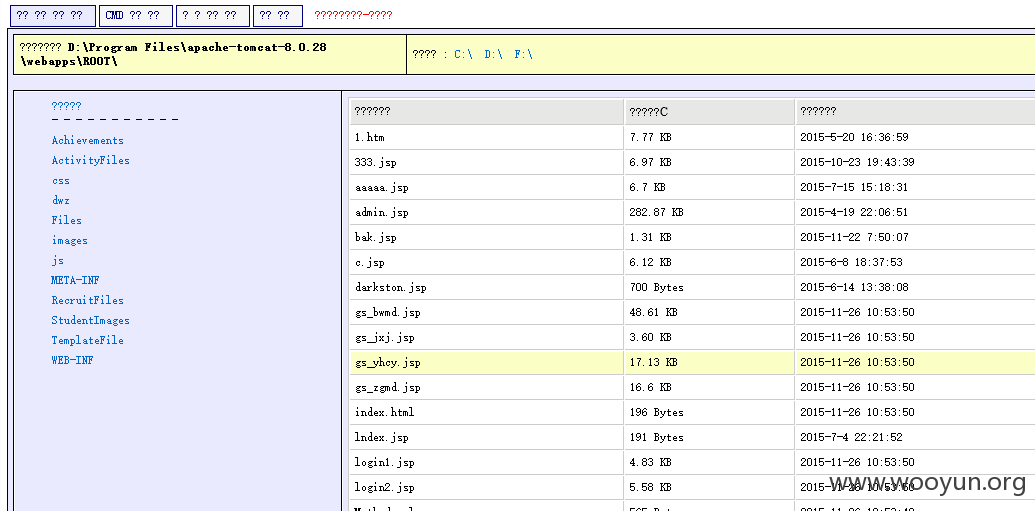 ?? ?? ?? ?? CMD ?? ?? ? ? ?? ?? ?? ?? ????????-????
??????? D:\Program Files\apache-tomcat-8.0.28
\webapps\ROOT\
???? : C:\ D:\ F:\
?????
- - - - - - - - - - -
Achievements
ActivityFiles
css
dwz
Files
images
js
META-INF
RecruitFiles
StudentImages
TemplateFile
WEB-INF
?????? ?????C ??????
1.htm 7.77 KB 2015-5-20 16:36:59
333.jsp 6.97 KB 2015-10-23 19:43:39
aaaaa.jsp 6.7 KB 2015-7-15 15:18:31
admin.jsp 282.87 KB 2015-4-19 22:06:51
bak.jsp 1.31 KB 2015-11-22 7:50:07
c.jsp 6.12 KB 2015-6-8 18:37:53
darkston.jsp 700 Bytes 2015-6-14 13:38:08
gs_bwmd.jsp 48.61 KB 2015-11-26 10:53:50
gs_jxj.jsp 3.60 KB 2015-11-26 10:53:50
gs_yhcy.jsp 17.13 KB 2015-11-26 10:53:50
gs_zgmd.jsp 16.6 KB 2015-11-26 10:53:50
index.html 196 Bytes 2015-11-26 10:53:50
lndex.jsp 191 Bytes 2015-7-4 22:21:52
login1.jsp 4.83 KB 2015-11-26 10:53:50
login2.jsp 5.58 KB 2015-11-26 10:53:50
www.wooyun.org